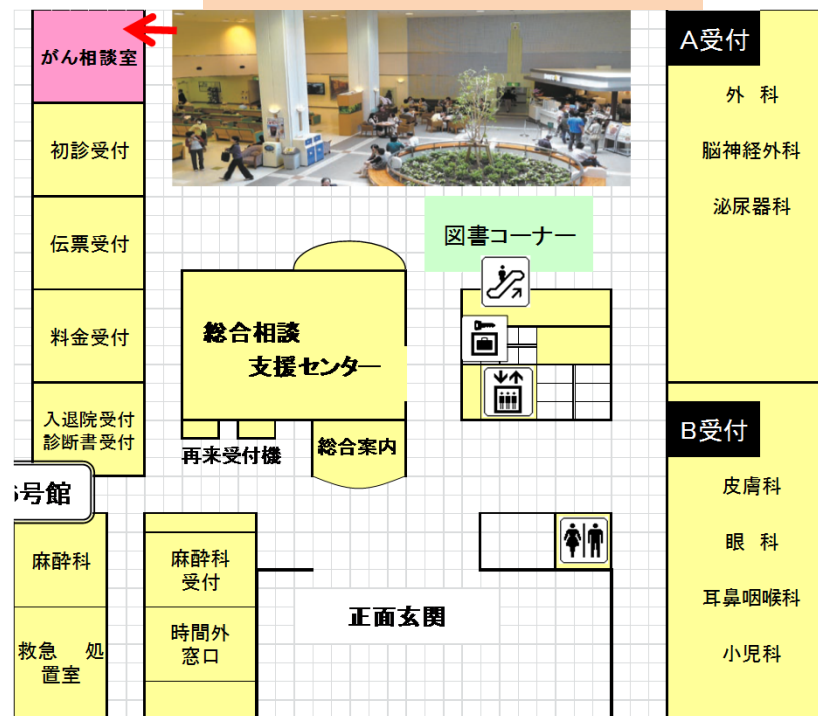 がん相談室
初診受付
伝票受付
料金受付
入退院受付
診断書受付
号館
麻酔科
救急 処
置室
麻酔科
受付
時間外
窓口
総合相談
支援センター
再来受付機
総合案内
図書コーナー
正面玄関
A受付
外 科
脳神経外科
泌尿器科
B受付
皮膚科
眼 科
耳鼻咽喉科
小児科